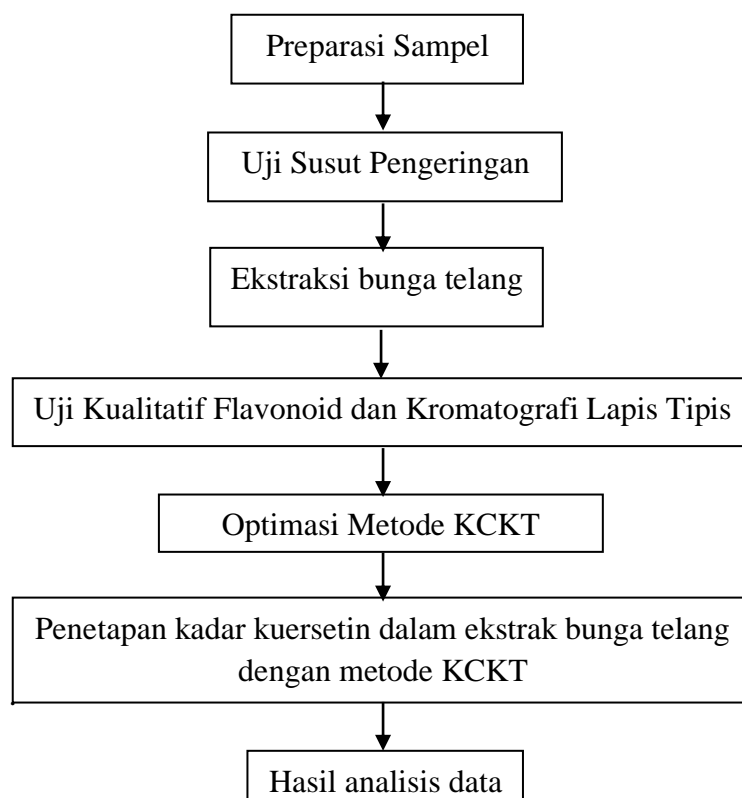 Preparasi Sampel
Uji Susut Pengeringan
Ekstraksi bunga telang
Uji Kualitatif Flavonoid dan Kromatografi Lapis Tipis
Optimasi Metode KCKT
Penetapan kadar kuersetin dalam ekstrak bunga telang
dengan metode KCKT
Hasil analisis data